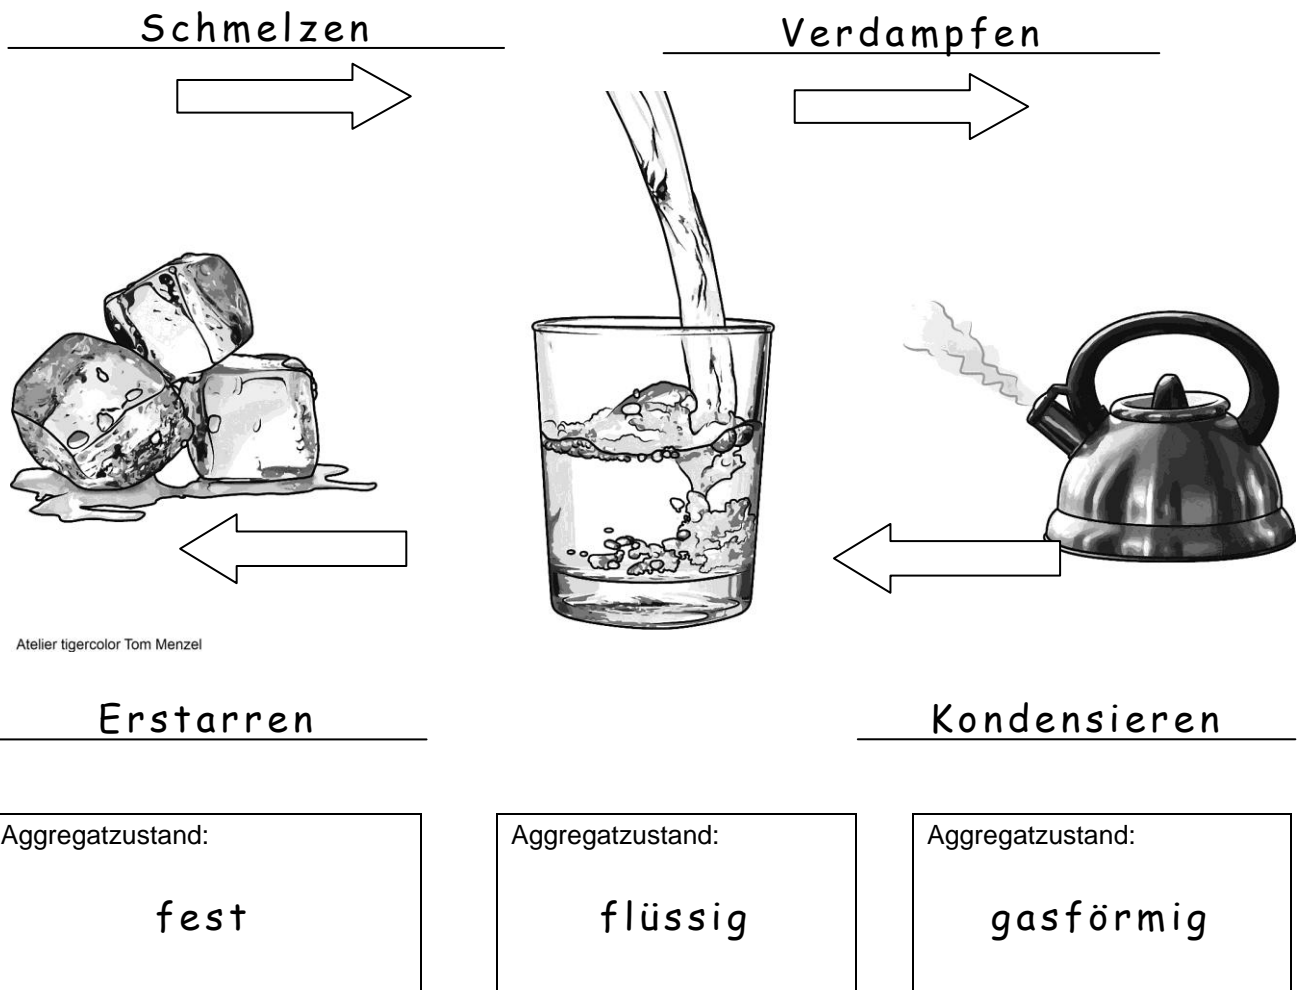 Schmelzen
Verdampfen
Atelier tigercolor Tom Menzel
Erstarren
Kondensieren
Aggregatzustand:
fest
Aggregatzustand:
flüssig
Aggregatzustand:
gasförmig